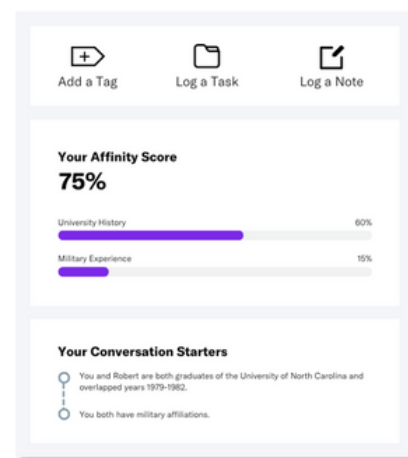 Add a Tag
Log a Task
Log a Note
Your Affinity Score
75%
University History
60%
Military Experience
15%
Your Conversation Starters
You and Robert are both graduates of the University of North Carolina and
overlapped years 1979-1982.
You both have military affiliations.